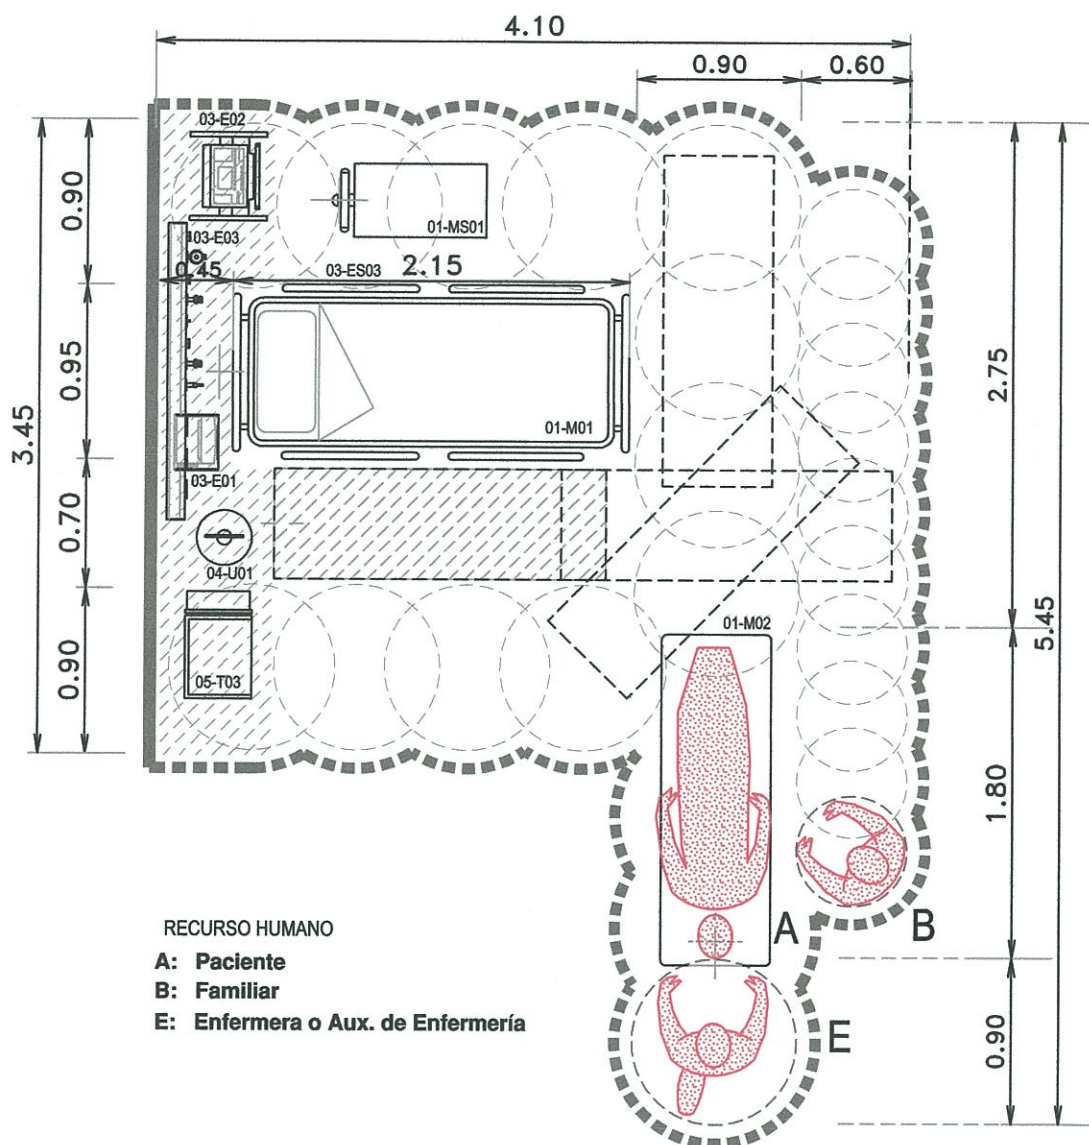 4.10
0.90
0.60
03-E02
0.90
01-MS01
03-E03
0.45
03-ES03
2.15
0.95
2.75
3.45
01-M01
03-E01
0.70
04-U01
01-M02
5.45
0.90
05-T03
1.80
A
B
RECURSO HUMANO
A: Paciente
B: Familiar
E: Enfermera o Aux. de Enfermería
E
0.90